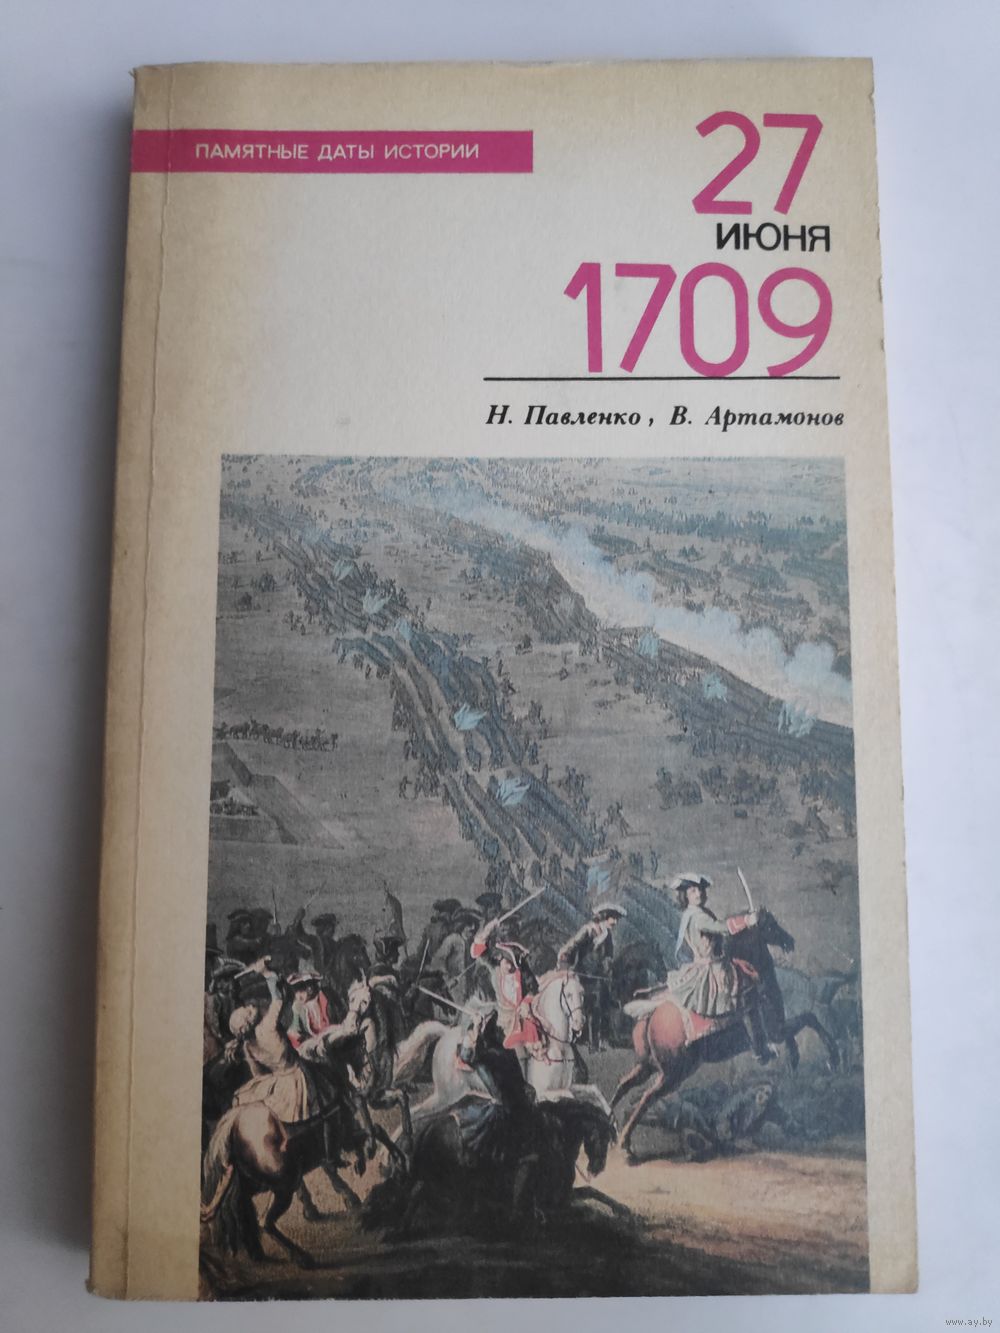 ПАМЯТНЫЕ ДАТЫ ИСТОРИИ
27
ИЮНЯ
1709
Н. Павленко, В. Артамонов
www.ay.by